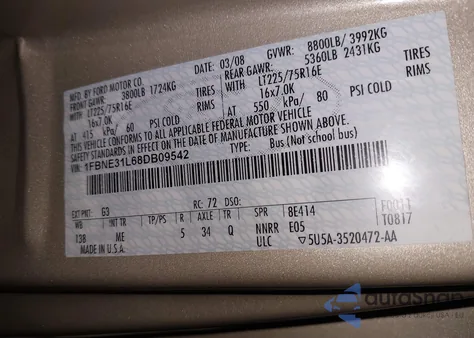 MFD. BY FORD MOTOR CO.
DATE: 03/08 GVWR: 8800LB/ 3992KG
FRONT GAWR: 3800LB 1724KG
REAR GAWR: 5360LB 2431KG
LT225/75R16E TIRES
LT225/75R16E TIRES
16x7.0K RIMS
16x7.0K RIMS
AT 415 kPa/ 60 PSI COLD
AT 550 kPa/ 80 PSI COLD
THIS VEHICLE CONFORMS TO ALL APPLICABLE FEDERAL MOTOR VEHICLE
SAFETY STANDARDS IN EFFECT ON THE DATE OF MANUFACTURE SHOWN ABOVE.
VIN: 1FBNE31L68DB09542
TYPE: Bus (Not school bus)
EXT PNT: G3 RC: 72 DSO:
WB INT TR TP/PS R AXLE TR SPR 8E414
138 ME 5 34 Q NNRR E05 T0817
MADE IN U.S.A. ULC 5U5A-3520472-AA